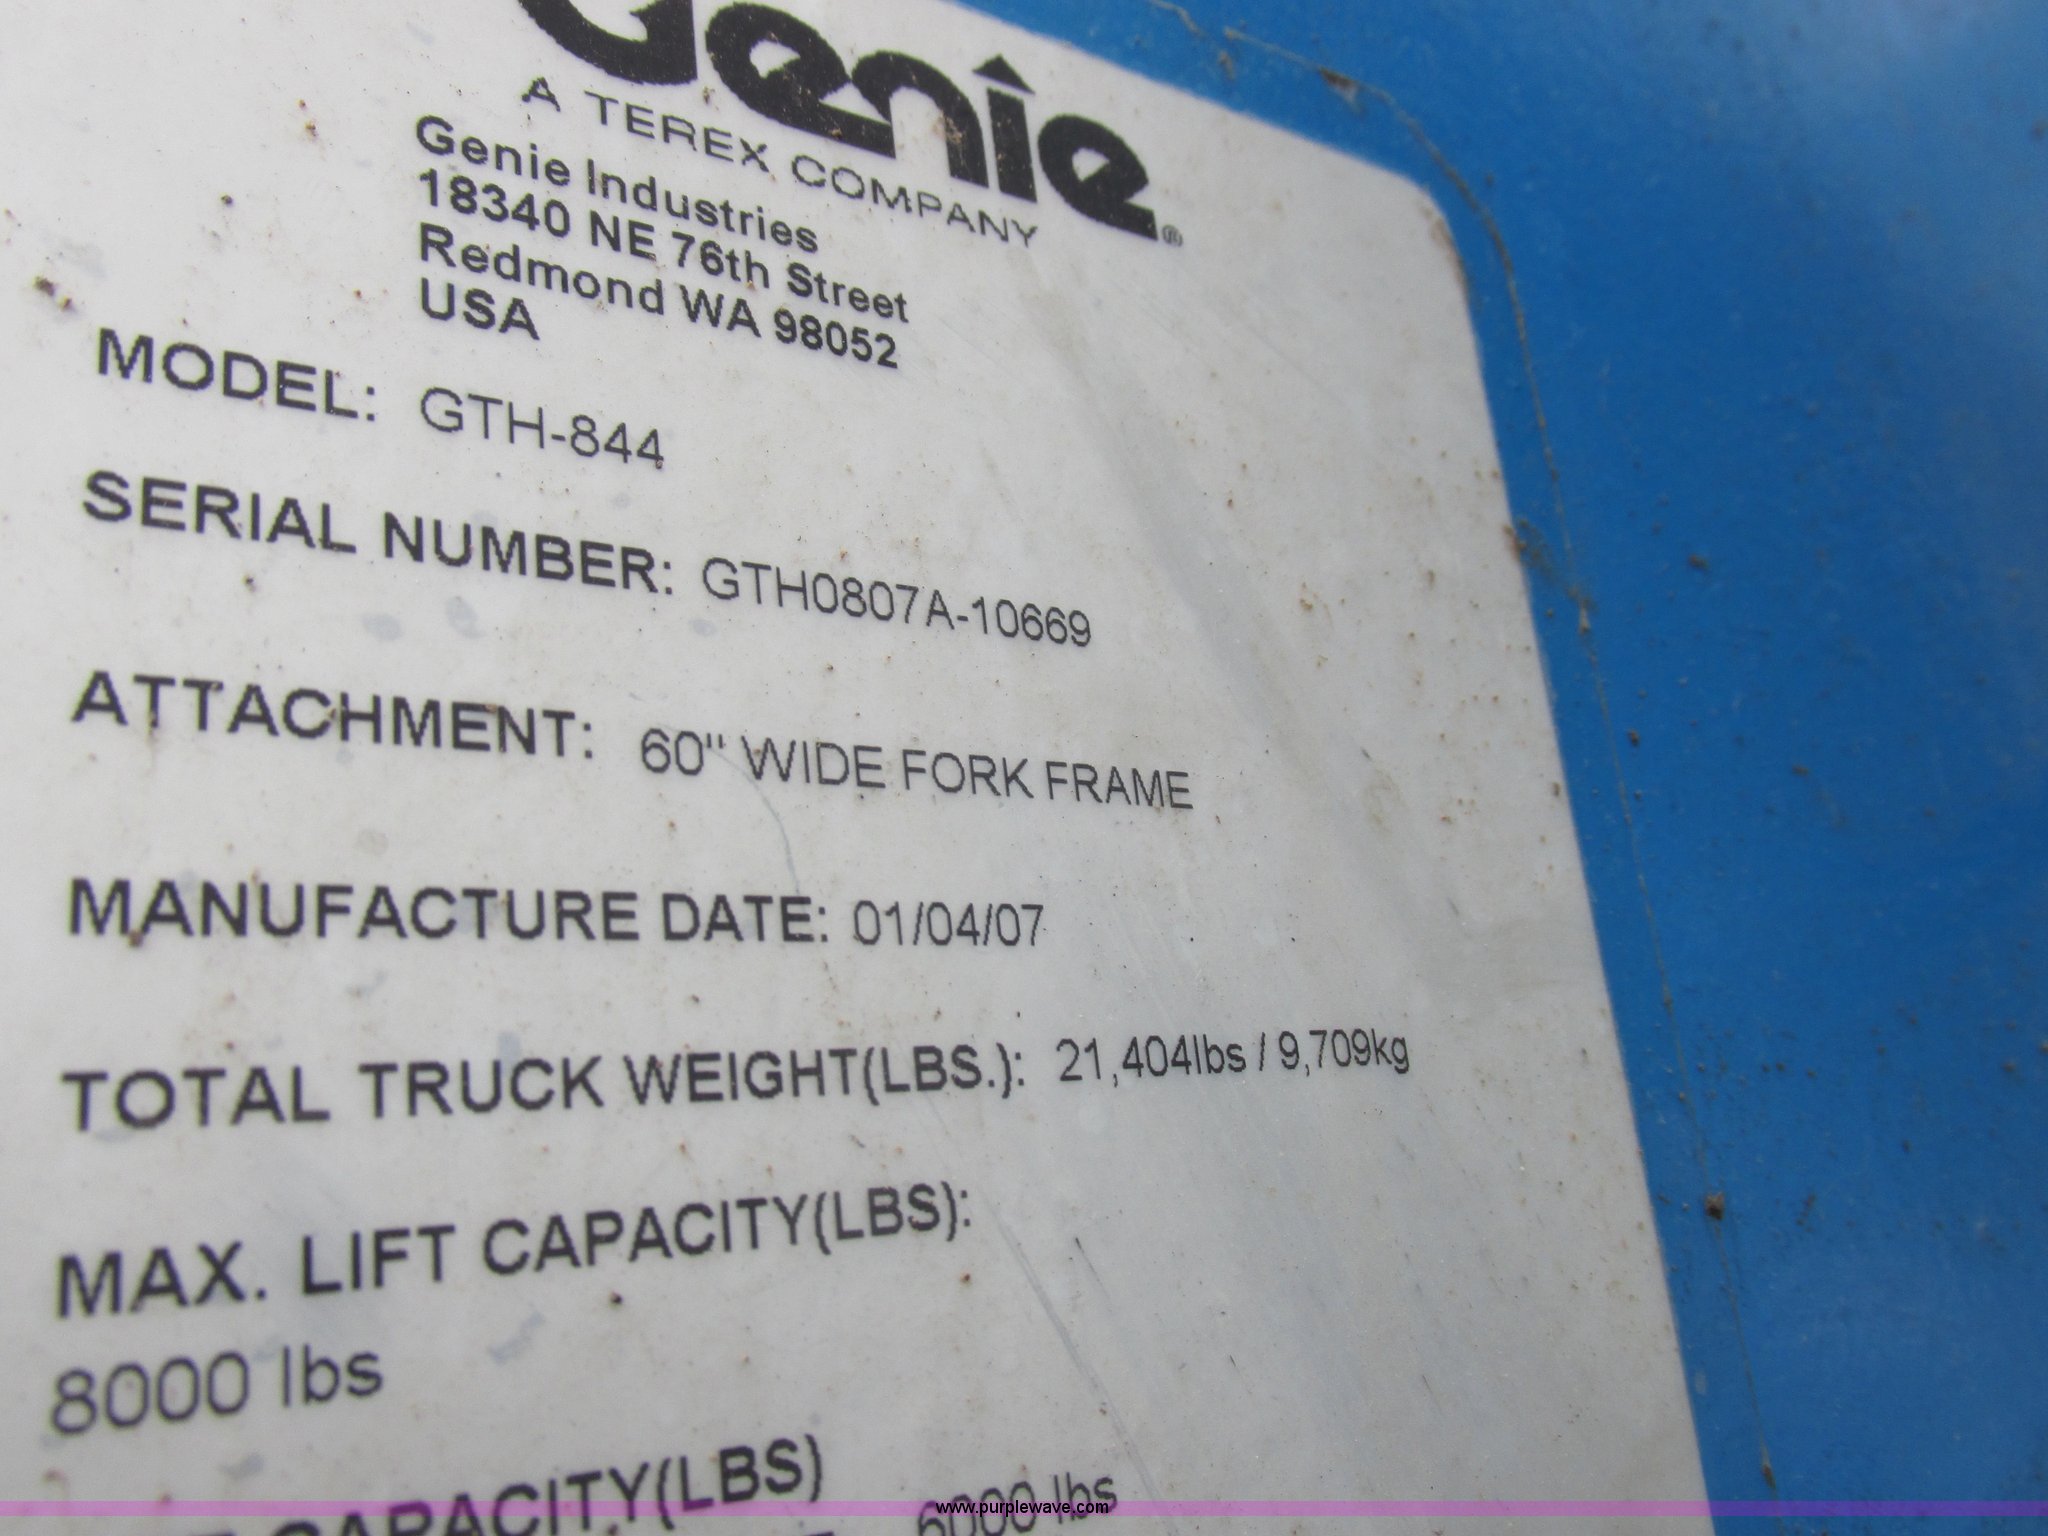 Genie®
A TEREX COMPANY
Genie Industries
18340 NE 76th Street
Redmond WA 98052
USA
MODEL: GTH-844
SERIAL NUMBER: GTH0807A-10669
ATTACHMENT: 60" WIDE FORK FRAME
MANUFACTURE DATE: 01/04/07
TOTAL TRUCK WEIGHT(LBS.): 21,404lbs / 9,709kg
MAX. LIFT CAPACITY(LBS):
8000 lbs
CAPACITY(LBS)
6000 lbs
www.purplewave.com